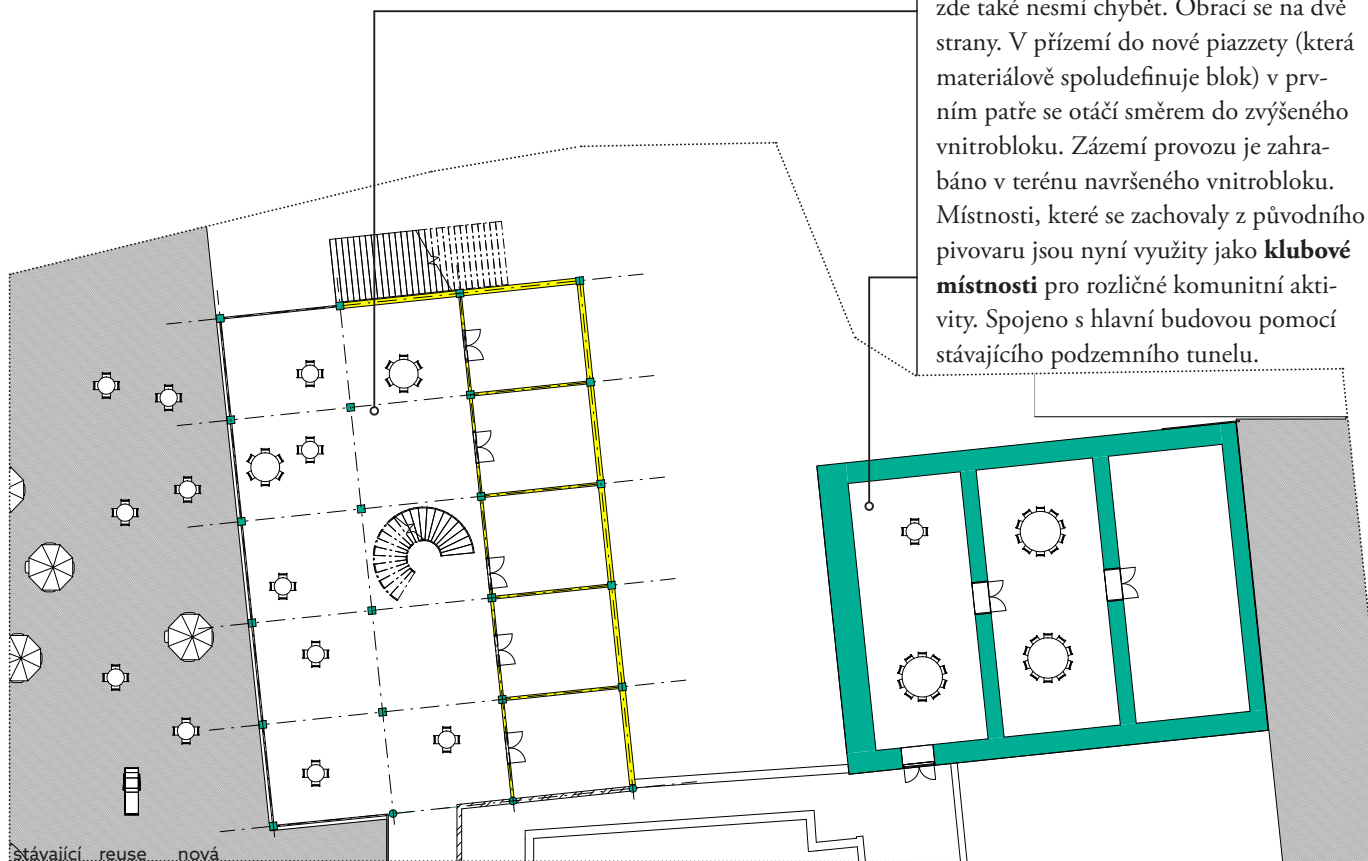 zde také nesmí chybět. Obrací se na dvě
strany. V přízemí do nové piazzety (která
materiálově spoludefinuje blok) v prv-
ním patře se otáčí směrem do zvýšeného
vnitrobloku. Zázemí provozu je zahra-
báno v terénu navršeného vnitrobloku.
Místnosti, které se zachovaly z původního
pivovaru jsou nyní využity jako klubové
místnosti pro rozličné komunitní akti-
vity. Spojeno s hlavní budovou pomocí
stávajícího podzemního tunelu.
stávající reuse nová